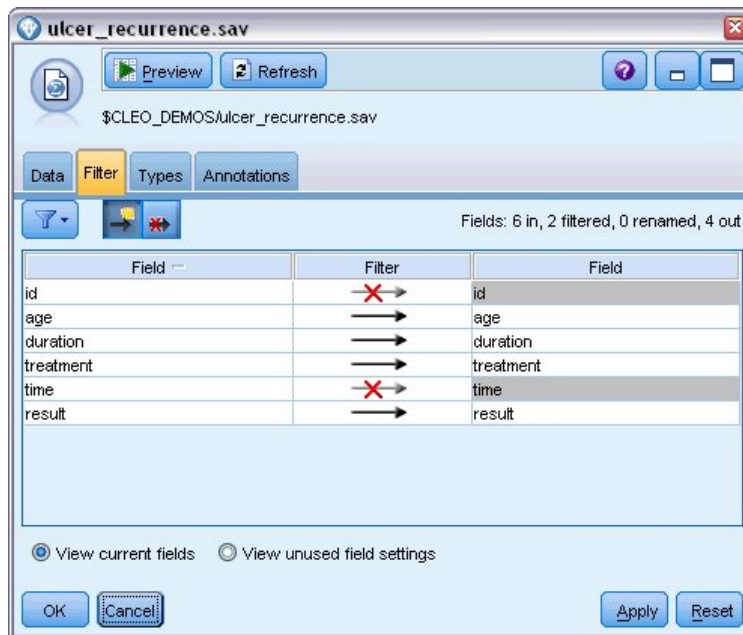 ulcer_recurrence.sav
Preview Refresh
$CLEO_DEMOS/ulcer_recurrence.sav
Data Filter Types Annotations
Fields: 6 in, 2 filtered, 0 renamed, 4 out
Field Filter Field
id id
age age
duration duration
treatment treatment
time time
result result
View current fields View unused field settings
OK Cancel Apply Reset